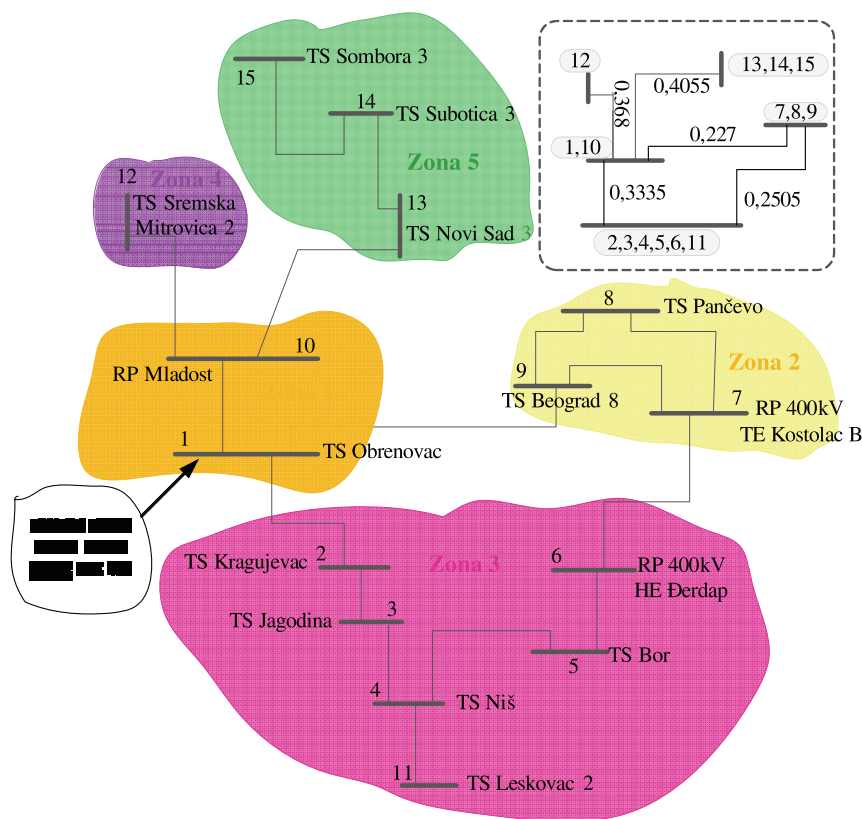 TS Sombora 3
15
14
TS Subotica 3
Zona 5
13
TS Novi Sad 3
12
Zona 4
TS Sremska
Mitrovica 2
12
13,14,15
0,368
0,4055
7,8,9
1,10
0,227
0,3335
0,2505
2,3,4,5,6,11
10
RP Mladost
1
TS Obrenovac
8
TS Pančevo
Zona 2
9
TS Beograd 8
7
RP 400kV
TE Kostolac B
Zona 3
TS Kragujevac
2
6
RP 400kV
HE Đerdap
TS Jagodina
3
TS Bor
5
4
TS Niš
11
TS Leskovac 2